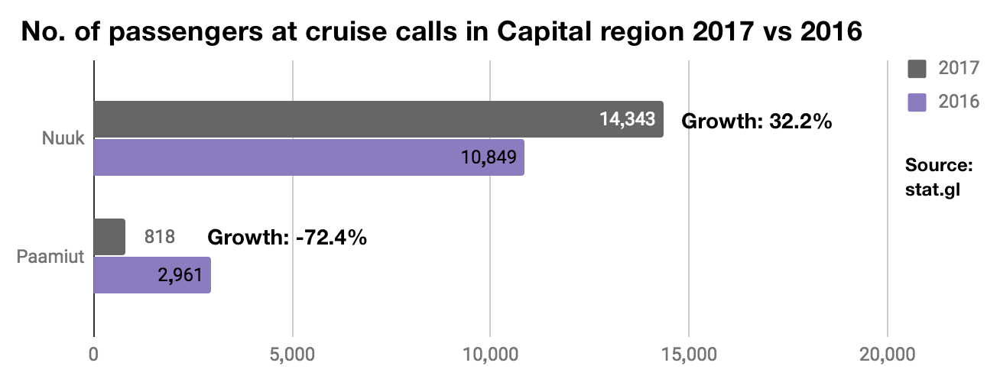 No. of passengers at cruise calls in Capital region 2017 vs 2016
2017
2016
Source:
stat.gl
Nuuk
14,343
Growth: 32.2%
10,849
Paamiut
818
Growth: -72.4%
2,961
0
5,000
10,000
15,000
20,000